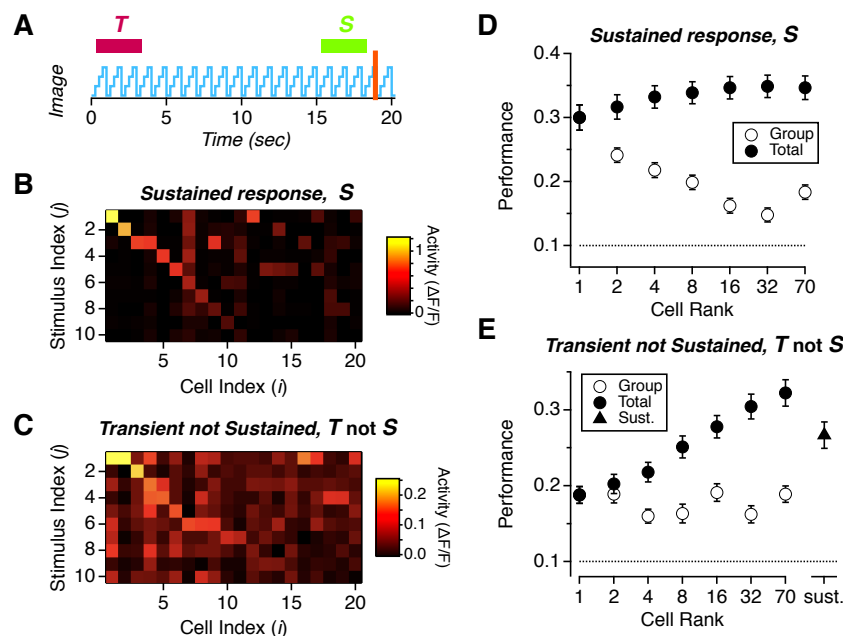 A
T
S
Image
0
5
10
15
20
Time (sec)
B
Sustained response, S
Stimulus Index (j)
2
4
6
8
10
5
10
15
20
Cell Index (i)
1
0
Activity (ΔF/F)
C
Transient not Sustained, T not S
Stimulus Index (j)
2
4
6
8
10
5
10
15
20
Cell Index (i)
0.2
0.0
Activity (ΔF/F)
D
Sustained response, S
Performance
0.4
0.3
0.2
0.1
Group
Total
1 2 4 8 16 32 70
Cell Rank
E
Transient not Sustained, T not S
Group
Total
Sust.
Performance
0.3
0.2
0.1
1 2 4 8 16 32 70 sust.
Cell Rank